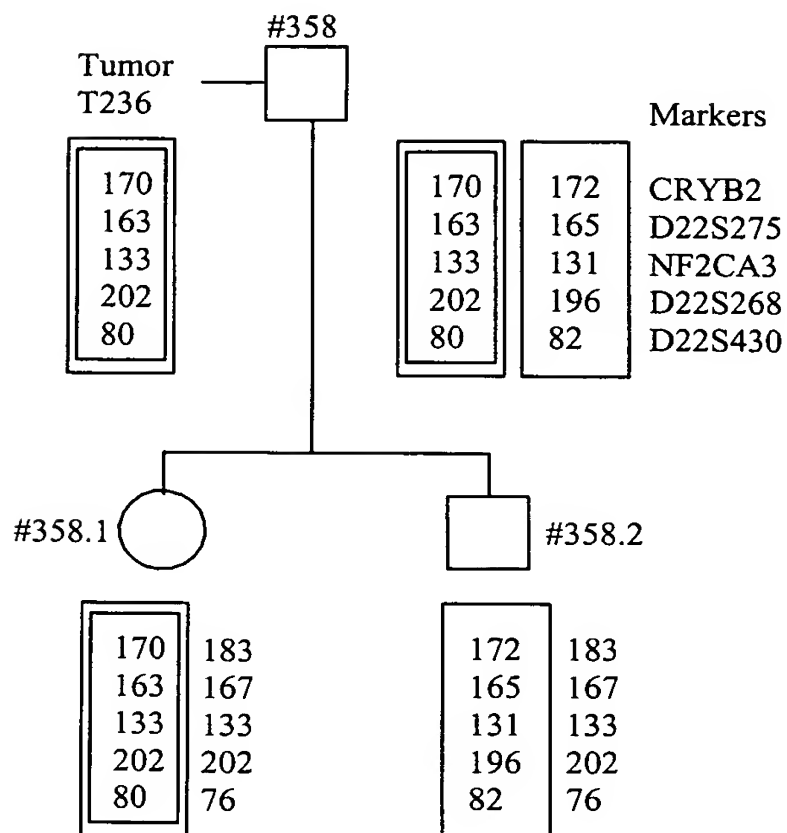 #358
Tumor
T236
Markers
170
163
133
202
80
170 172 CRYB2
163 165 D22S275
133 131 NF2CA3
202 196 D22S268
80 82 D22S430
#358.1
#358.2
170 183
163 167
133 133
202 202
80 76
172 183
165 167
131 133
196 202
82 76